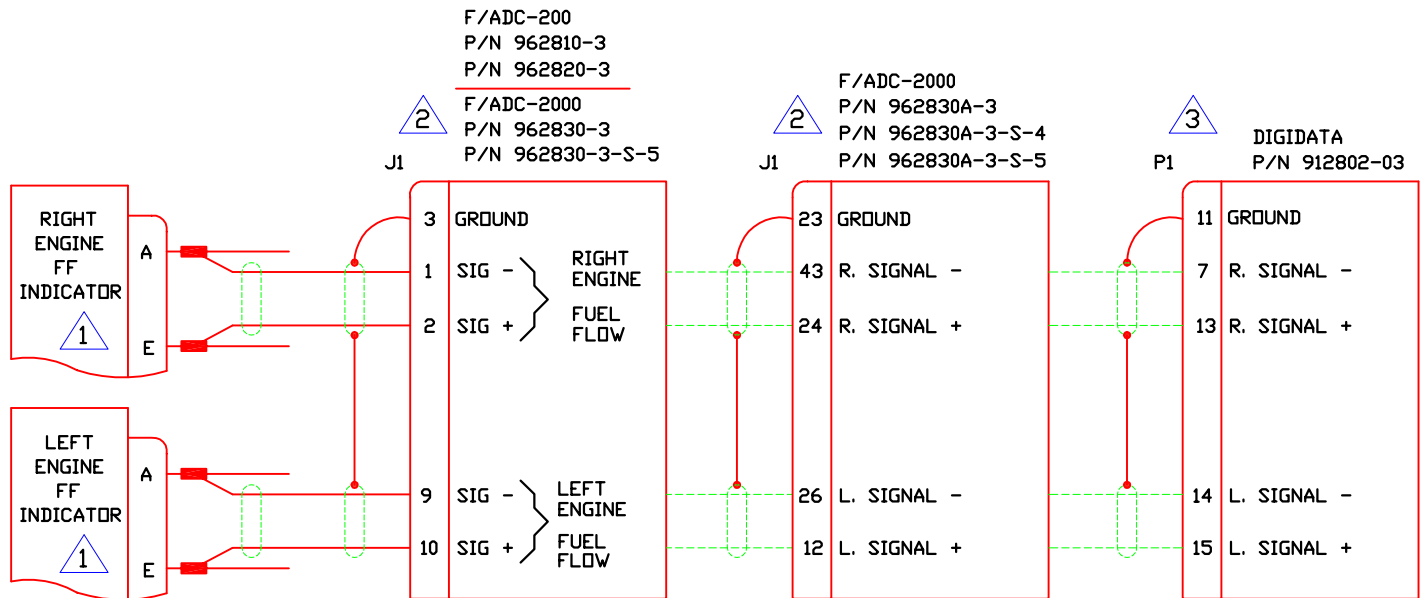 F/ADC-200
P/N 962810-3
P/N 962820-3
F/ADC-2000
P/N 962830-3
P/N 962830-3-S-5
2
J1
F/ADC-2000
P/N 962830A-3
P/N 962830A-3-S-4
P/N 962830A-3-S-5
2
J1
3
DIGIDATA
P/N 912802-03
P1
RIGHT
ENGINE
FF
INDICATOR
1
A
E
3 GROUND
1 SIG -
2 SIG +
RIGHT
ENGINE
FUEL
FLOW
23 GROUND
43 R. SIGNAL -
24 R. SIGNAL +
11 GROUND
7 R. SIGNAL -
13 R. SIGNAL +
LEFT
ENGINE
FF
INDICATOR
1
A
E
9 SIG -
10 SIG +
LEFT
ENGINE
FUEL
FLOW
26 L. SIGNAL -
12 L. SIGNAL +
14 L. SIGNAL -
15 L. SIGNAL +